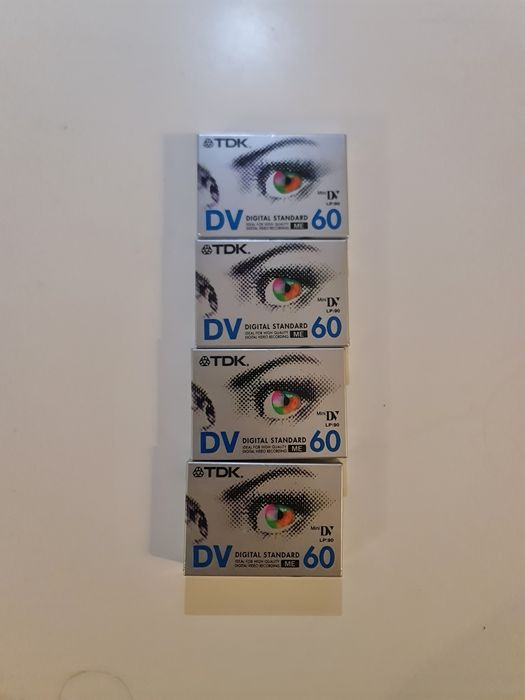 TDK
Mini DV
LP:90
DV DIGITAL STANDARD 60
IDEAL FOR HIGH QUALITY
DIGITAL VIDEO RECORDING ME
TDK
Mini DV
LP:90
DV DIGITAL STANDARD 60
IDEAL FOR HIGH QUALITY
DIGITAL VIDEO RECORDING ME
TDK
Mini DV
LP:90
DV DIGITAL STANDARD 60
IDEAL FOR HIGH QUALITY
DIGITAL VIDEO RECORDING ME
TDK
Mini DV
LP:90
DV DIGITAL STANDARD 60
IDEAL FOR HIGH QUALITY
DIGITAL VIDEO RECORDING ME